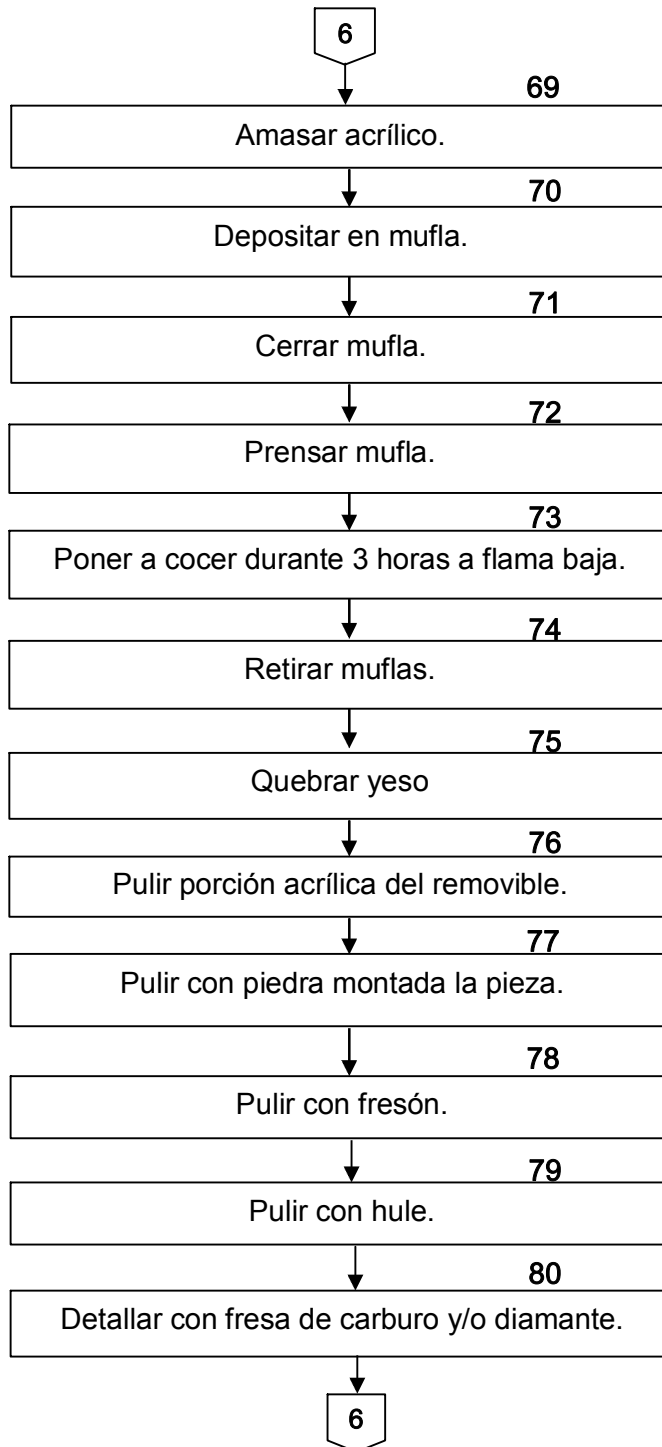 6
69
Amasar acrílico.
70
Depositar en mufla.
71
Cerrar mufla.
72
Prensar mufla.
73
Poner a cocer durante 3 horas a flama baja.
74
Retirar muflas.
75
Quebrar yeso
76
Pulir porción acrílica del removible.
77
Pulir con piedra montada la pieza.
78
Pulir con fresón.
79
Pulir con hule.
80
Detallar con fresa de carburo y/o diamante.
6